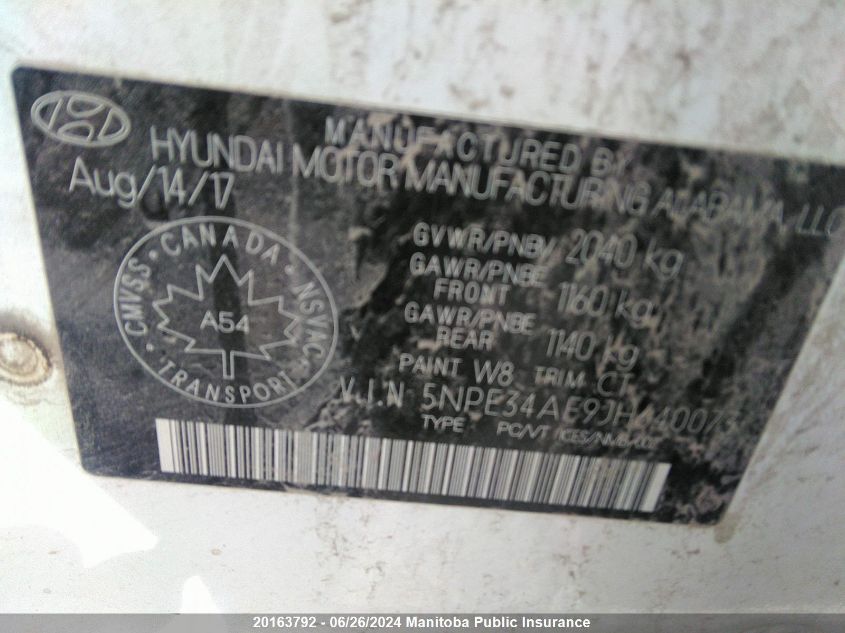 MANUFACTURED BY
HYUNDAI MOTOR MANUFACTURING ALABAMA, LLC
Aug/14/17
CANADA
CMVSS · NSVAC
A54
TRANSPORT
GVWR/PNBV 2040 kg
GAWR/PNBE
FRONT 1160 kg
GAWR/PNBE
REAR 1140 kg
PAINT W8 TRIM CT
V.I.N
TYPE PC/VT
20163792 - 06/26/2024 Manitoba Public Insurance